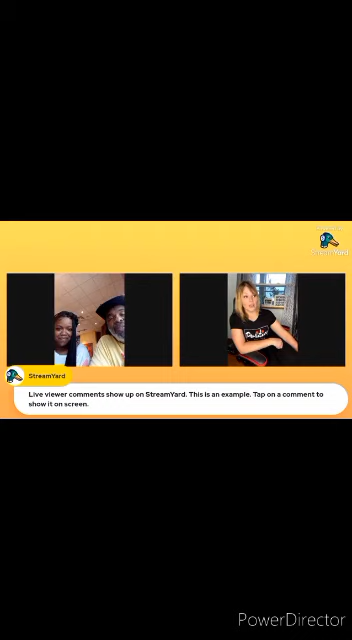 StreamYard
StreamYard
Live viewer comments show up on StreamYard. This is an example. Tap on a comment to
show it on screen.
PowerDirector